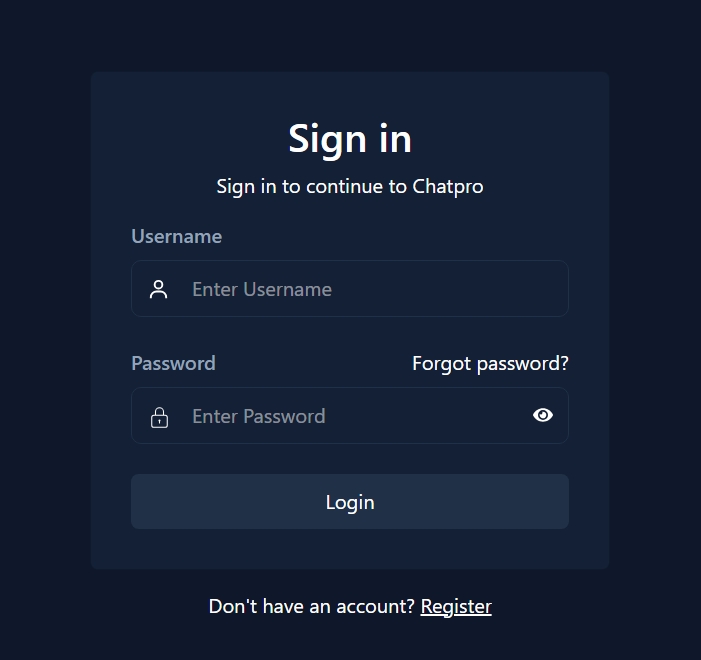 Sign in
Sign in to continue to Chatpro
Username
Enter Username
Password Forgot password?
Enter Password
Login
Don't have an account? Register